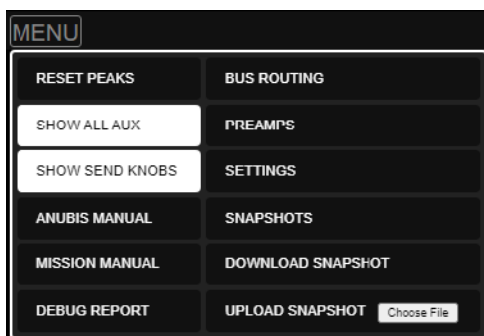 MENU
RESET PEAKS
BUS ROUTING
SHOW ALL AUX
PREAMPS
SHOW SEND KNOBS
SETTINGS
ANUBIS MANUAL
SNAPSHOTS
MISSION MANUAL
DOWNLOAD SNAPSHOT
DEBUG REPORT
UPLOAD SNAPSHOT Choose File